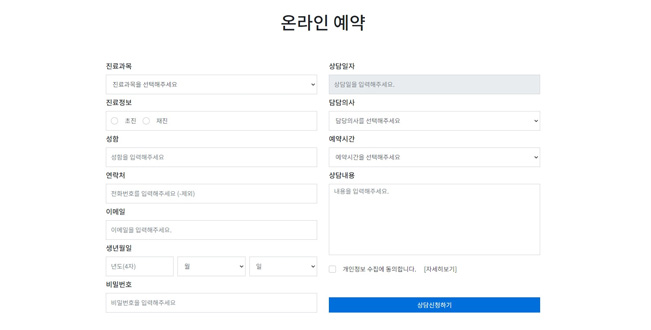 온라인 예약
진료과목
진료과목을 선택해주세요
진료정보
초진 재진
성함
성함을 입력해주세요
연락처
전화번호를 입력해주세요 (-제외)
이메일
이메일을 입력해주세요.
생년월일
년도(4자) 월 일
비밀번호
비밀번호을 입력해주세요
상담일자
상담일을 입력해주세요.
담담의사
담당의사를 선택해주세요
예약시간
예약시간을 선택해주세요
상담내용
내용을 입력해주세요.
개인정보 수집에 동의합니다. [자세히보기]
상담신청하기